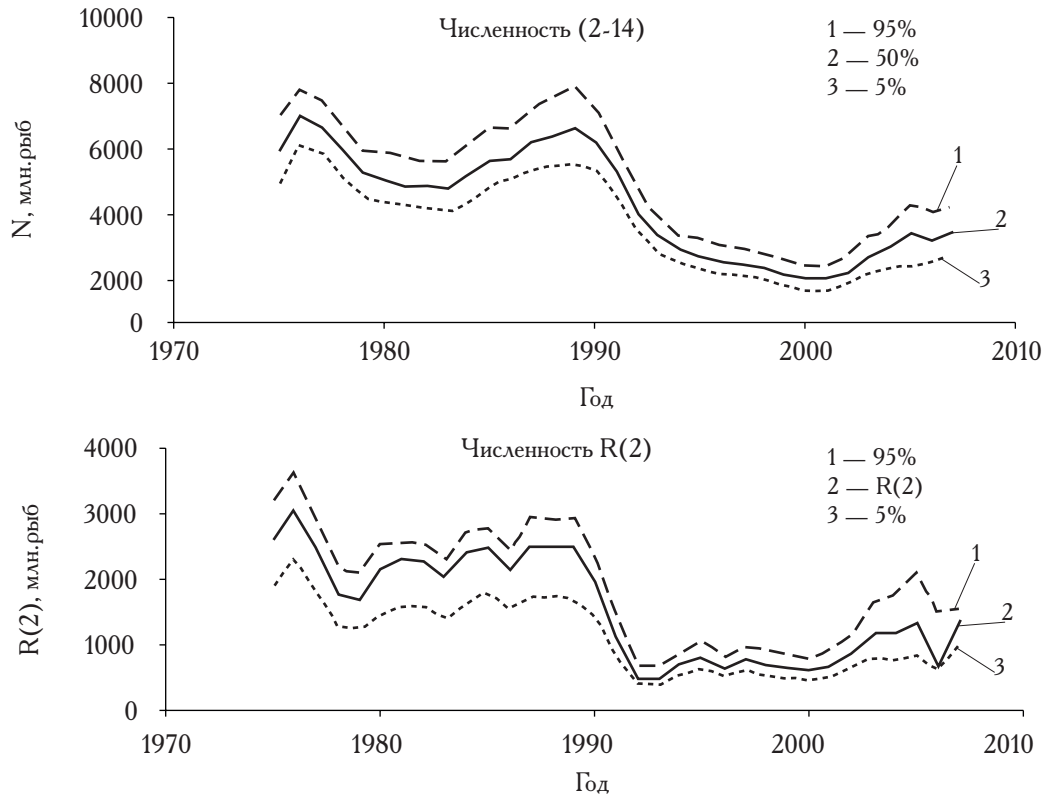 10000
8000
6000
4000
2000
0
N, млн.рыб
Численность (2-14)
1 — 95%
2 — 50%
3 — 5%
1
2
3
1970
1980
1990
2000
2010
Год
4000
3000
2000
1000
0
R(2), млн.рыб
Численность R(2)
1 — 95%
2 — R(2)
3 — 5%
1
2
3
1970
1980
1990
2000
2010
Год